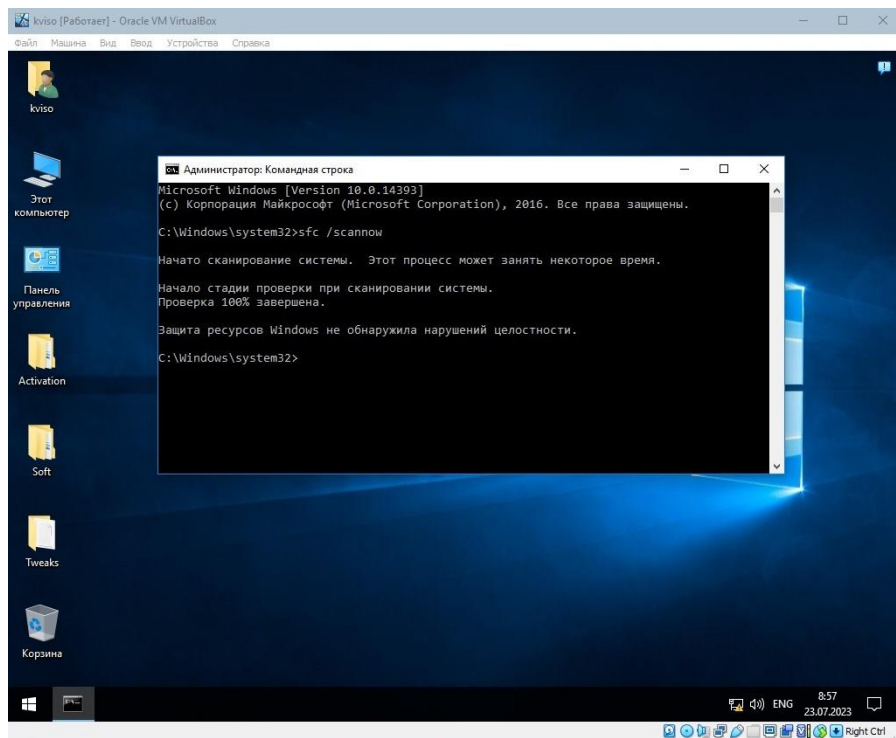 kviso [Работает] - Oracle VM VirtualBox
Файл Машина Вид Ввод Устройства Справка
kviso
Этот
компьютер
Панель
управления
Activation
Soft
Tweaks
Корзина
Администратор: Командная строка
Microsoft Windows [Version 10.0.14393]
(c) Корпорация Майкрософт (Microsoft Corporation), 2016. Все права защищены.
C:\Windows\system32>sfc /scannow
Начато сканирование системы. Этот процесс может занять некоторое время.
Начало стадии проверки при сканировании системы.
Проверка 100% завершена.
Защита ресурсов Windows не обнаружила нарушений целостности.
C:\Windows\system32>
ENG
8:57
23.07.2023
Right Ctrl